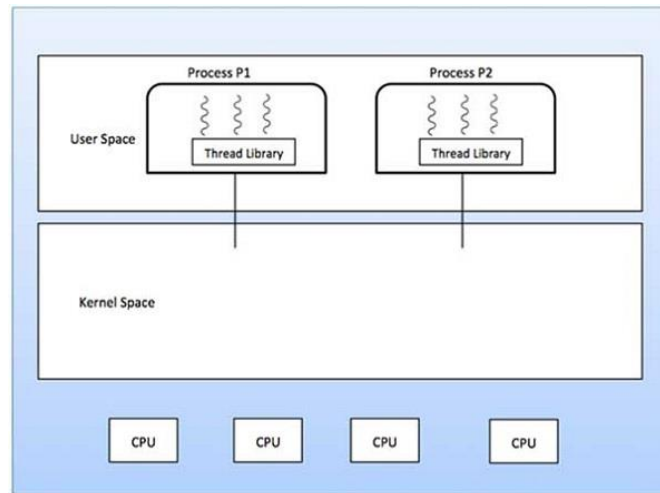 Process P1
Process P2
User Space
Thread Library
Thread Library
Kernel Space
CPU
CPU
CPU
CPU